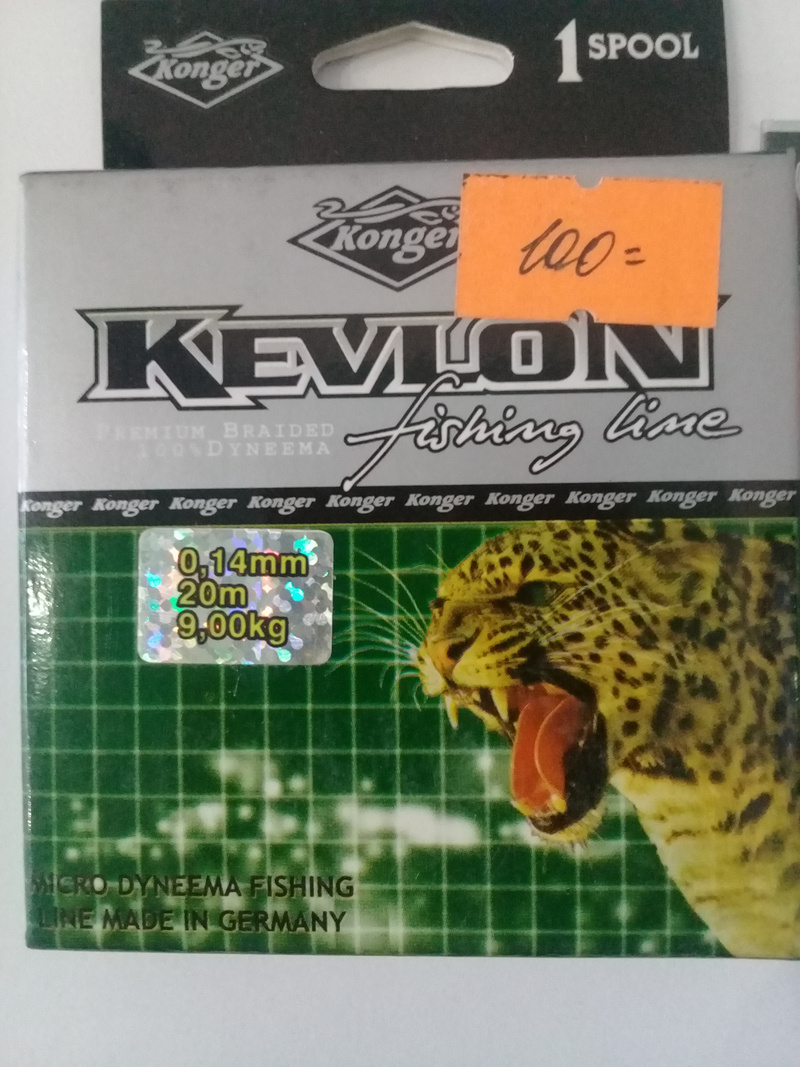 Konger
1 SPOOL
Konger
100=
KEVLON
fishing line
PREMIUM BRAIDED
100% DYNEEMA
Konger Konger Konger Konger Konger Konger Konger Konger Konger Konger
0,14mm
20m
9,00kg
MICRO DYNEEMA FISHING
LINE MADE IN GERMANY